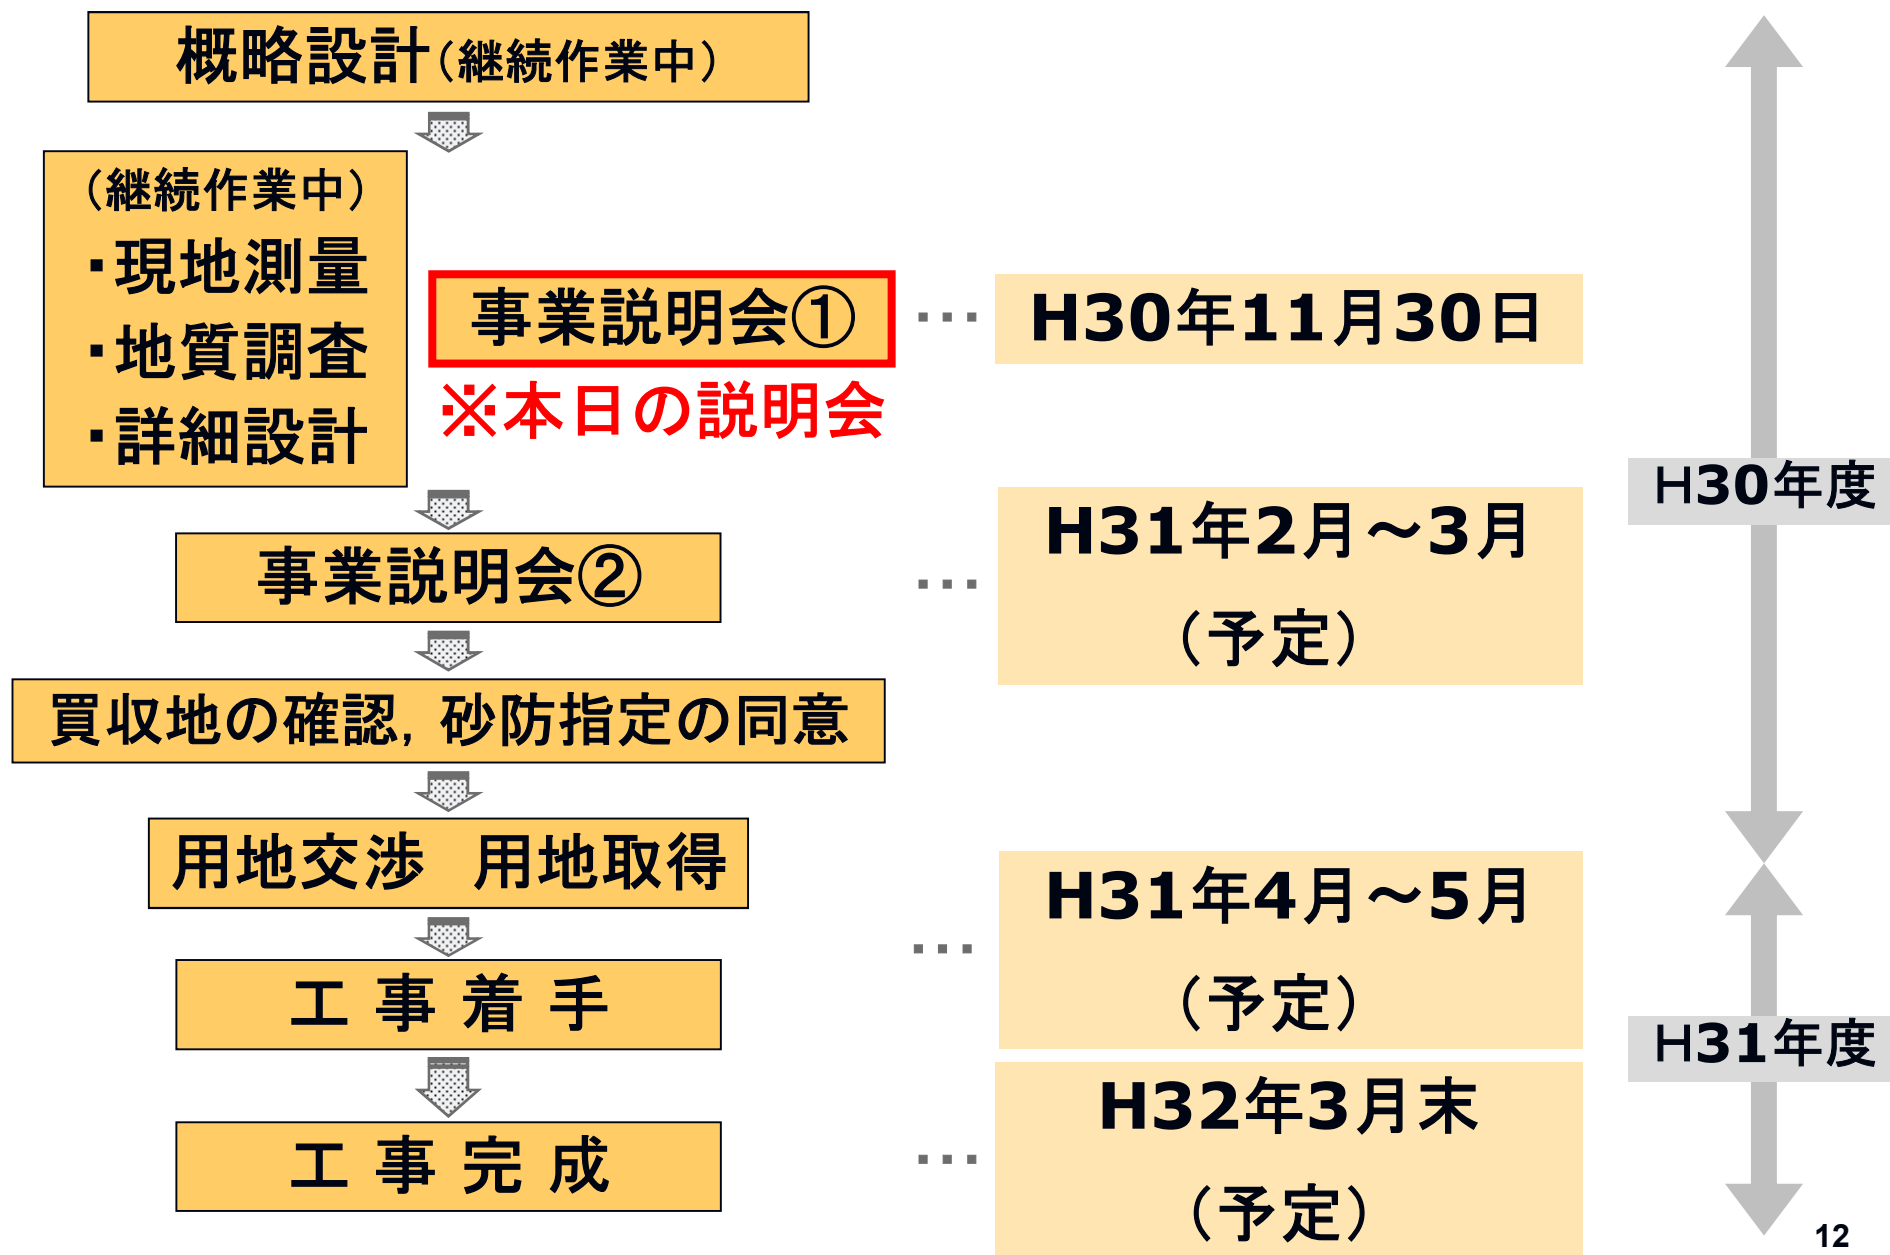 概略設計（継続作業中）
（継続作業中）
・現地測量
・地質調査
・詳細設計
事業説明会①
… H30年11月30日
※本日の説明会
H30年度
事業説明会②
… H31年2月～3月
（予定）
買収地の確認，砂防指定の同意
用地交渉　用地取得
工 事 着 手
… H31年4月～5月
（予定）
H31年度
工 事 完 成
… H32年3月末
（予定）
12